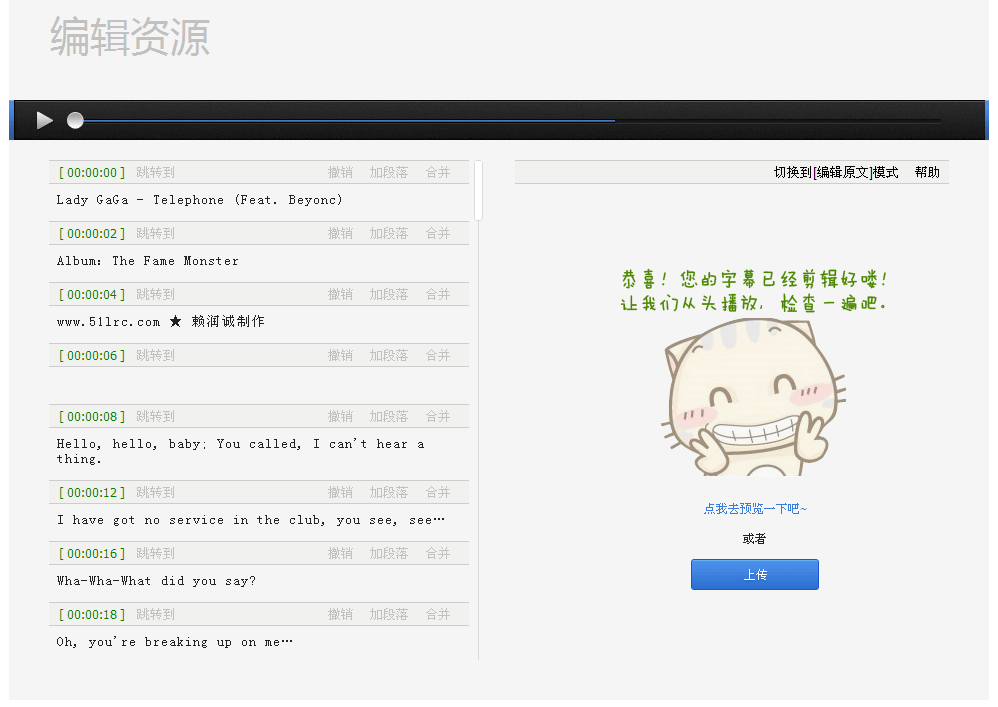 编辑资源
[ 00:00:00 ] 跳转到 撤销 加段落 合并
Lady GaGa - Telephone (Feat. Beyonc)
[ 00:00:02 ] 跳转到 撤销 加段落 合并
Album: The Fame Monster
[ 00:00:04 ] 跳转到 撤销 加段落 合并
www.51lrc.com ★ 赖润诚制作
[ 00:00:06 ] 跳转到 撤销 加段落 合并
[ 00:00:08 ] 跳转到 撤销 加段落 合并
Hello, hello, baby; You called, I can't hear a
thing.
[ 00:00:12 ] 跳转到 撤销 加段落 合并
I have got no service in the club, you see, see…
[ 00:00:16 ] 跳转到 撤销 加段落 合并
Wha-Wha-What did you say?
[ 00:00:18 ] 跳转到 撤销 加段落 合并
Oh, you're breaking up on me…
切换到[编辑原文]模式 帮助
恭喜！您的字幕已经剪辑好喽！
让我们从头播放，检查一遍吧。
点我去预览一下吧~
或者
上传